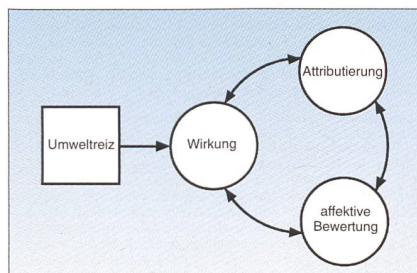 Attributierung
Umweltreiz
Wirkung
affektive
Bewertung